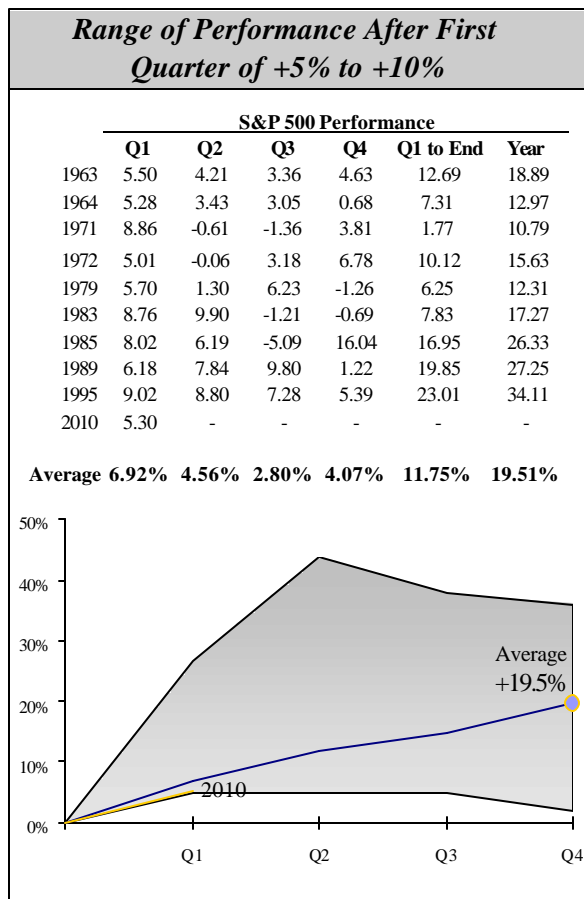 Range of Performance After First
Quarter of +5% to +10%
S&P 500 Performance
Q1 Q2 Q3 Q4 Q1 to End Year
1963 5.50 4.21 3.36 4.63 12.69 18.89
1964 5.28 3.43 3.05 0.68 7.31 12.97
1971 8.86 -0.61 -1.36 3.81 1.77 10.79
1972 5.01 -0.06 3.18 6.78 10.12 15.63
1979 5.70 1.30 6.23 -1.26 6.25 12.31
1983 8.76 9.90 -1.21 -0.69 7.83 17.27
1985 8.02 6.19 -5.09 16.04 16.95 26.33
1989 6.18 7.84 9.80 1.22 19.85 27.25
1995 9.02 8.80 7.28 5.39 23.01 34.11
2010 5.30 - - - - -
Average 6.92% 4.56% 2.80% 4.07% 11.75% 19.51%
50%
40%
30%
Average
+19.5%
20%
10%
2010
0%
Q1 Q2 Q3 Q4